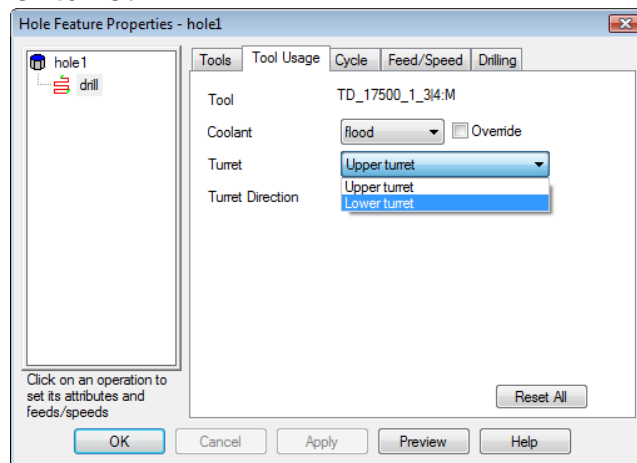 Hole Feature Properties - hole1
hole1
drill
Tools Tool Usage Cycle Feed/Speed Drilling
Tool TD_17500_1_3|4:M
Coolant flood Override
Turret Upper turret
Upper turret
Lower turret
Turret Direction
Click on an operation to
set its attributes and
feeds/speeds
Reset All
OK Cancel Apply Preview Help